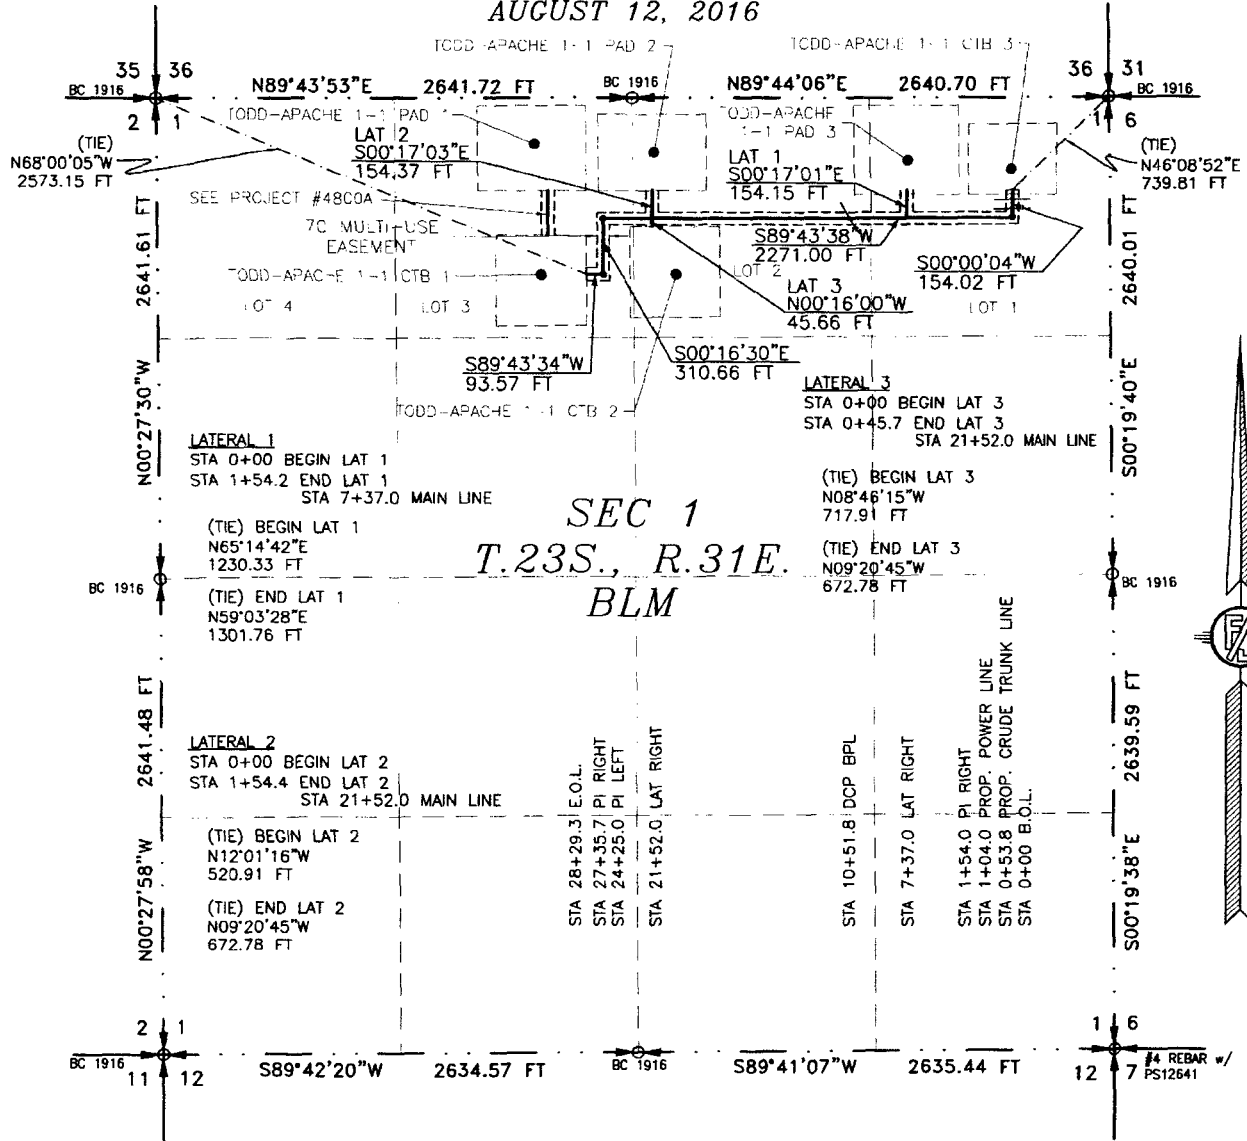 AUGUST 12, 2016
TODD-APACHE 1-1 PAD 2
TODD-APACHE 1-1 CTB 3
35 36
BC 1916
2 1
N89°43'53"E 2641.72 FT
BC 1916
N89°44'06"E 2640.70 FT
36 31
BC 1916
1 6
(TIE)
N68°00'05"W
2573.15 FT
TODD-APACHE 1-1 PAD
LAT 2
S00°17'03"E
154.37 FT
TODD-APACHE
1-1 PAD 3
LAT 1
S00°17'01"E
154.15 FT
(TIE)
N46°08'52"E
739.81 FT
SEE PROJECT #4800A
70' MULTI-USE
EASEMENT
TODD-APACHE 1-1 CTB 1
LOT 4
LOT 3
LOT 2
LOT 1
S89°43'38"W
2271.00 FT
S00°00'04"W
154.02 FT
LAT 3
N00°16'00"W
45.66 FT
S89°43'34"W
93.57 FT
S00°16'30"E
310.66 FT
TODD-APACHE 1-1 CTB 2
2641.61 FT
N00°27'30"W
2640.01 FT
S00°19'40"E
LATERAL 3
STA 0+00 BEGIN LAT 3
STA 0+45.7 END LAT 3
STA 21+52.0 MAIN LINE
LATERAL 1
STA 0+00 BEGIN LAT 1
STA 1+54.2 END LAT 1
STA 7+37.0 MAIN LINE
(TIE) BEGIN LAT 3
N08°46'15"W
717.91 FT
(TIE) END LAT 3
N09°20'45"W
672.78 FT
SEC 1
T.23S., R.31E.
BLM
(TIE) BEGIN LAT 1
N65°14'42"E
1230.33 FT
(TIE) END LAT 1
N59°03'28"E
1301.76 FT
BC 1916
BC 1916
2641.48 FT
N00°27'58"W
2639.59 FT
S00°19'38"E
LATERAL 2
STA 0+00 BEGIN LAT 2
STA 1+54.4 END LAT 2
STA 21+52.0 MAIN LINE
(TIE) BEGIN LAT 2
N12°01'16"W
520.91 FT
(TIE) END LAT 2
N09°20'45"W
672.78 FT
STA 28+29.3 E.O.L.
STA 27+35.7 PI RIGHT
STA 24+25.0 PI LEFT
STA 21+52.0 LAT RIGHT
STA 10+51.8 DCP BPL
STA 7+37.0 LAT RIGHT
STA 1+54.0 PI RIGHT
STA 1+04.0 PROP. POWER LINE
STA 0+53.8 PROP. CRUDE TRUNK LINE
STA 0+00 B.O.L.
2 1
BC 1916
11 12
S89°42'20"W 2634.57 FT
BC 1916
S89°41'07"W 2635.44 FT
1 6
12 7
#4 REBAR w/
PS12641